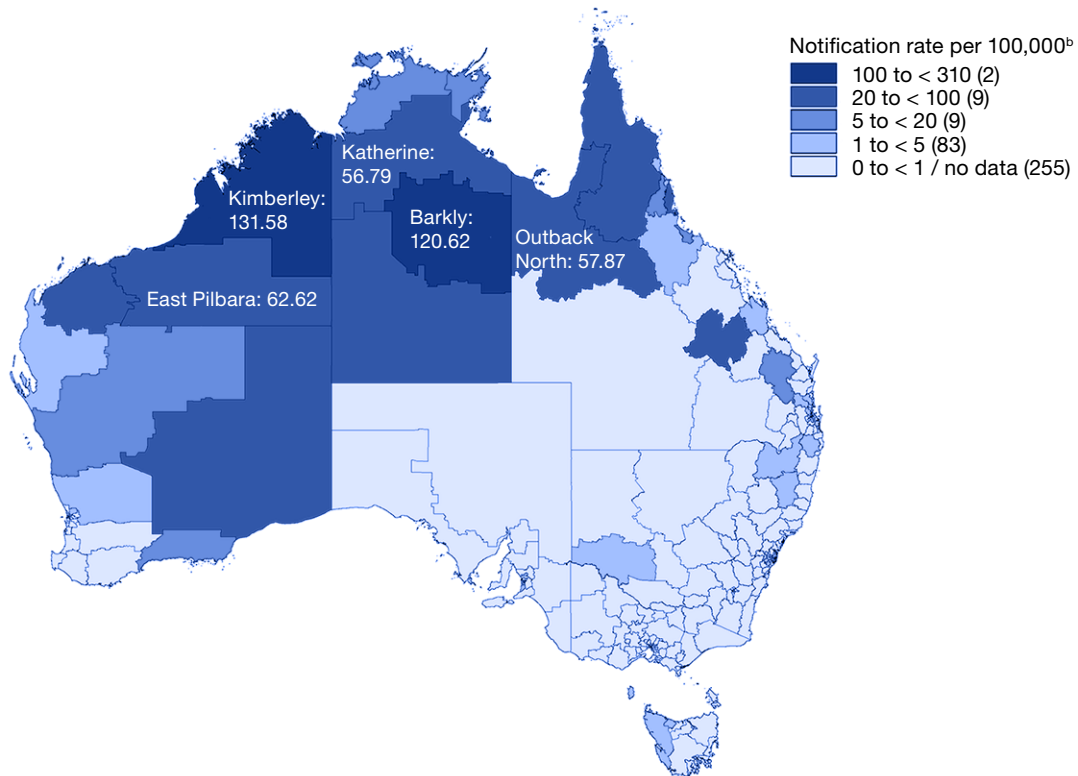 Notification rate per 100,000ᵇ
100 to < 310 (2)
20 to < 100 (9)
5 to < 20 (9)
1 to < 5 (83)
0 to < 1 / no data (255)
Katherine:
56.79
Kimberley:
131.58
Barkly:
120.62
Outback
North: 57.87
East Pilbara: 62.62